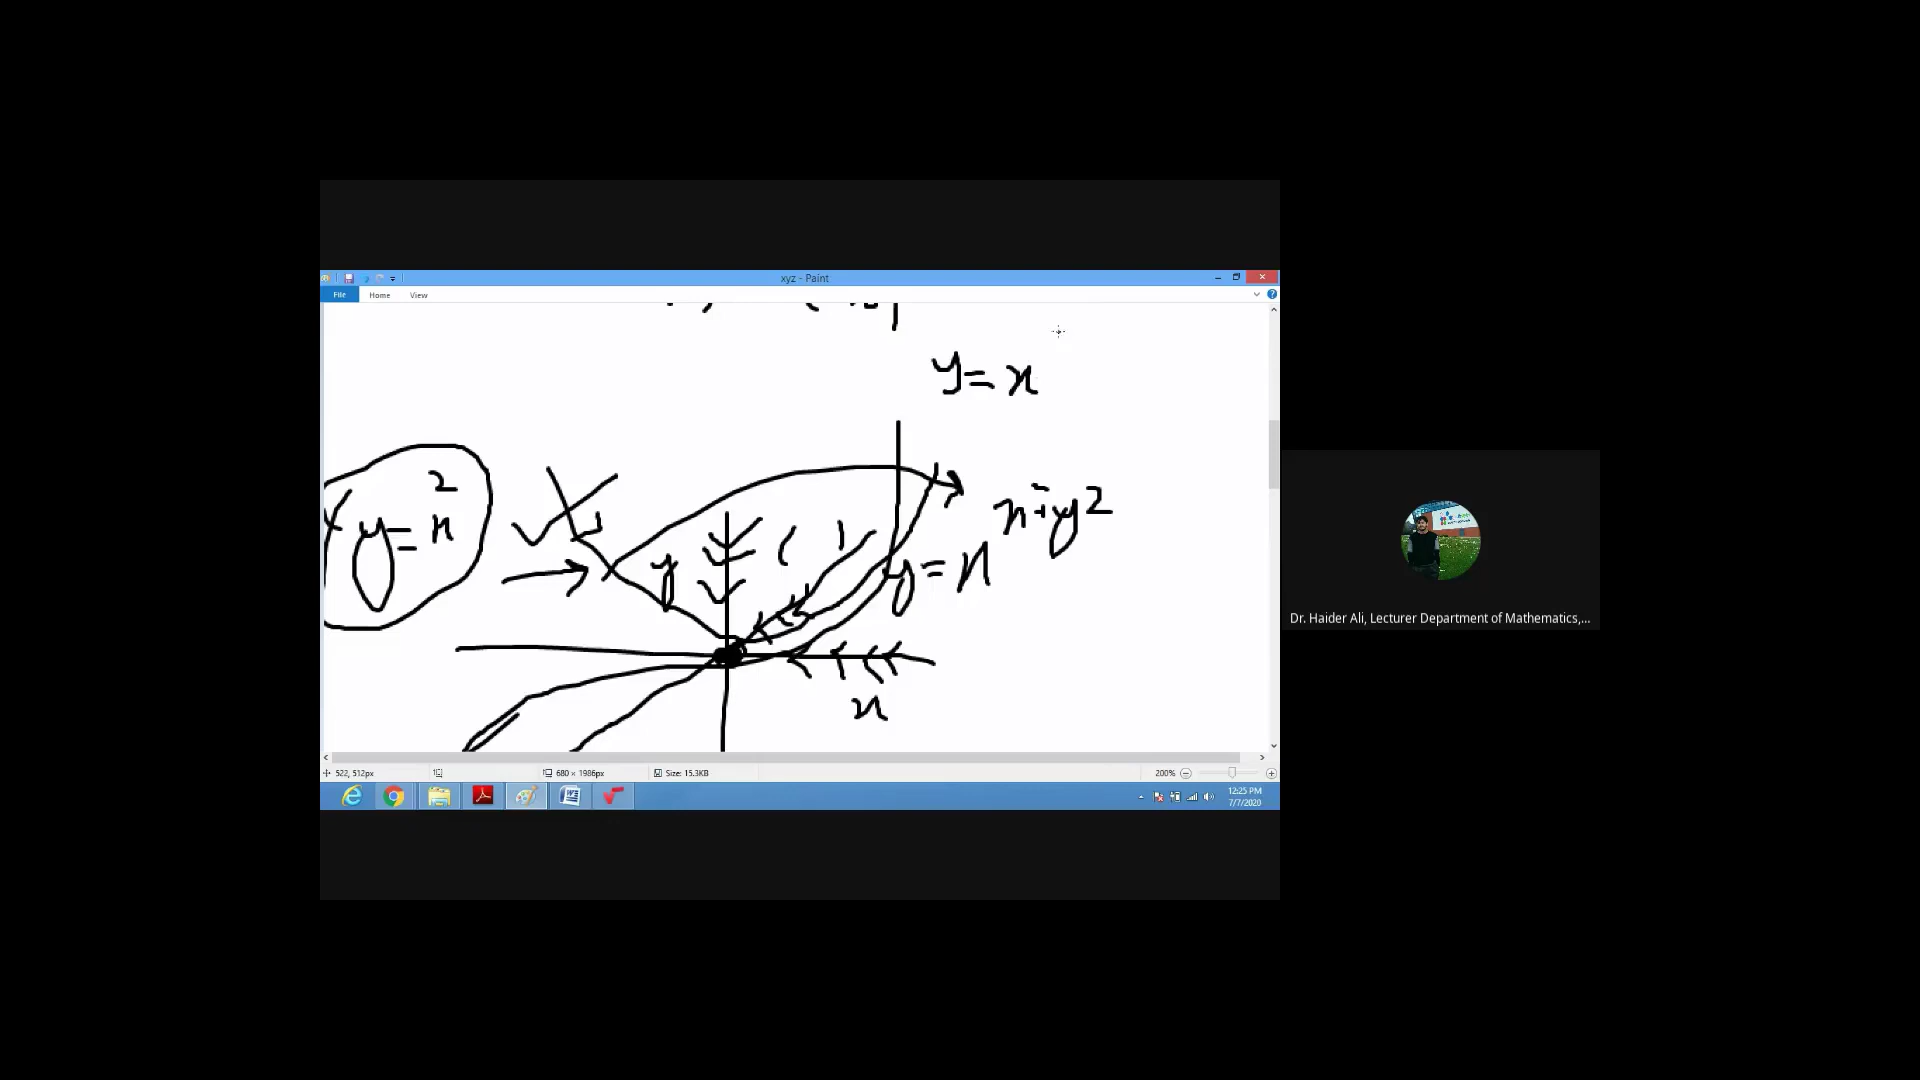 xyz - Paint
File Home View
y = x
y = x²
x = y²
y = x
y
x
522, 512px
680 × 1986px
Size: 15.3KB
200%
12:25 PM
7/7/2020
Dr. Haider Ali, Lecturer Department of Mathematics,...